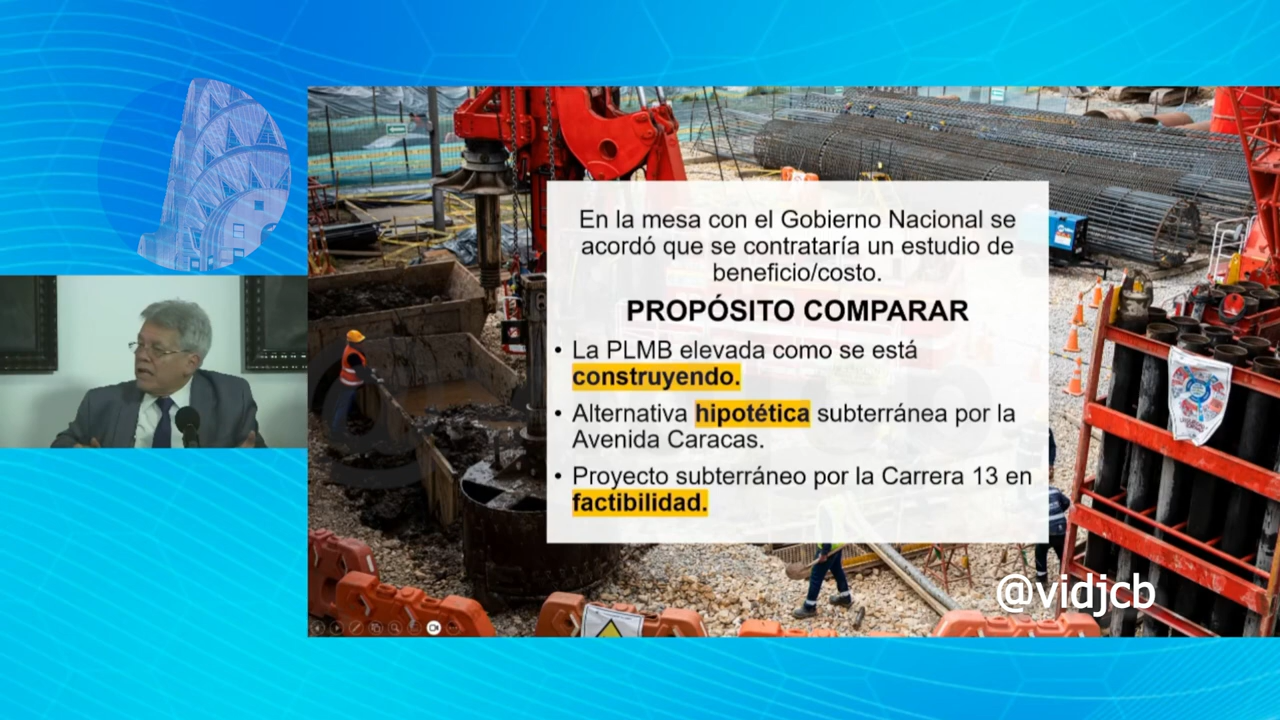 En la mesa con el Gobierno Nacional se
acordó que se contrataría un estudio de
beneficio/costo.
PROPÓSITO COMPARAR
• La PLMB elevada como se está
construyendo.
• Alternativa hipotética subterránea por la
Avenida Caracas.
• Proyecto subterráneo por la Carrera 13 en
factibilidad.
@vidjcb